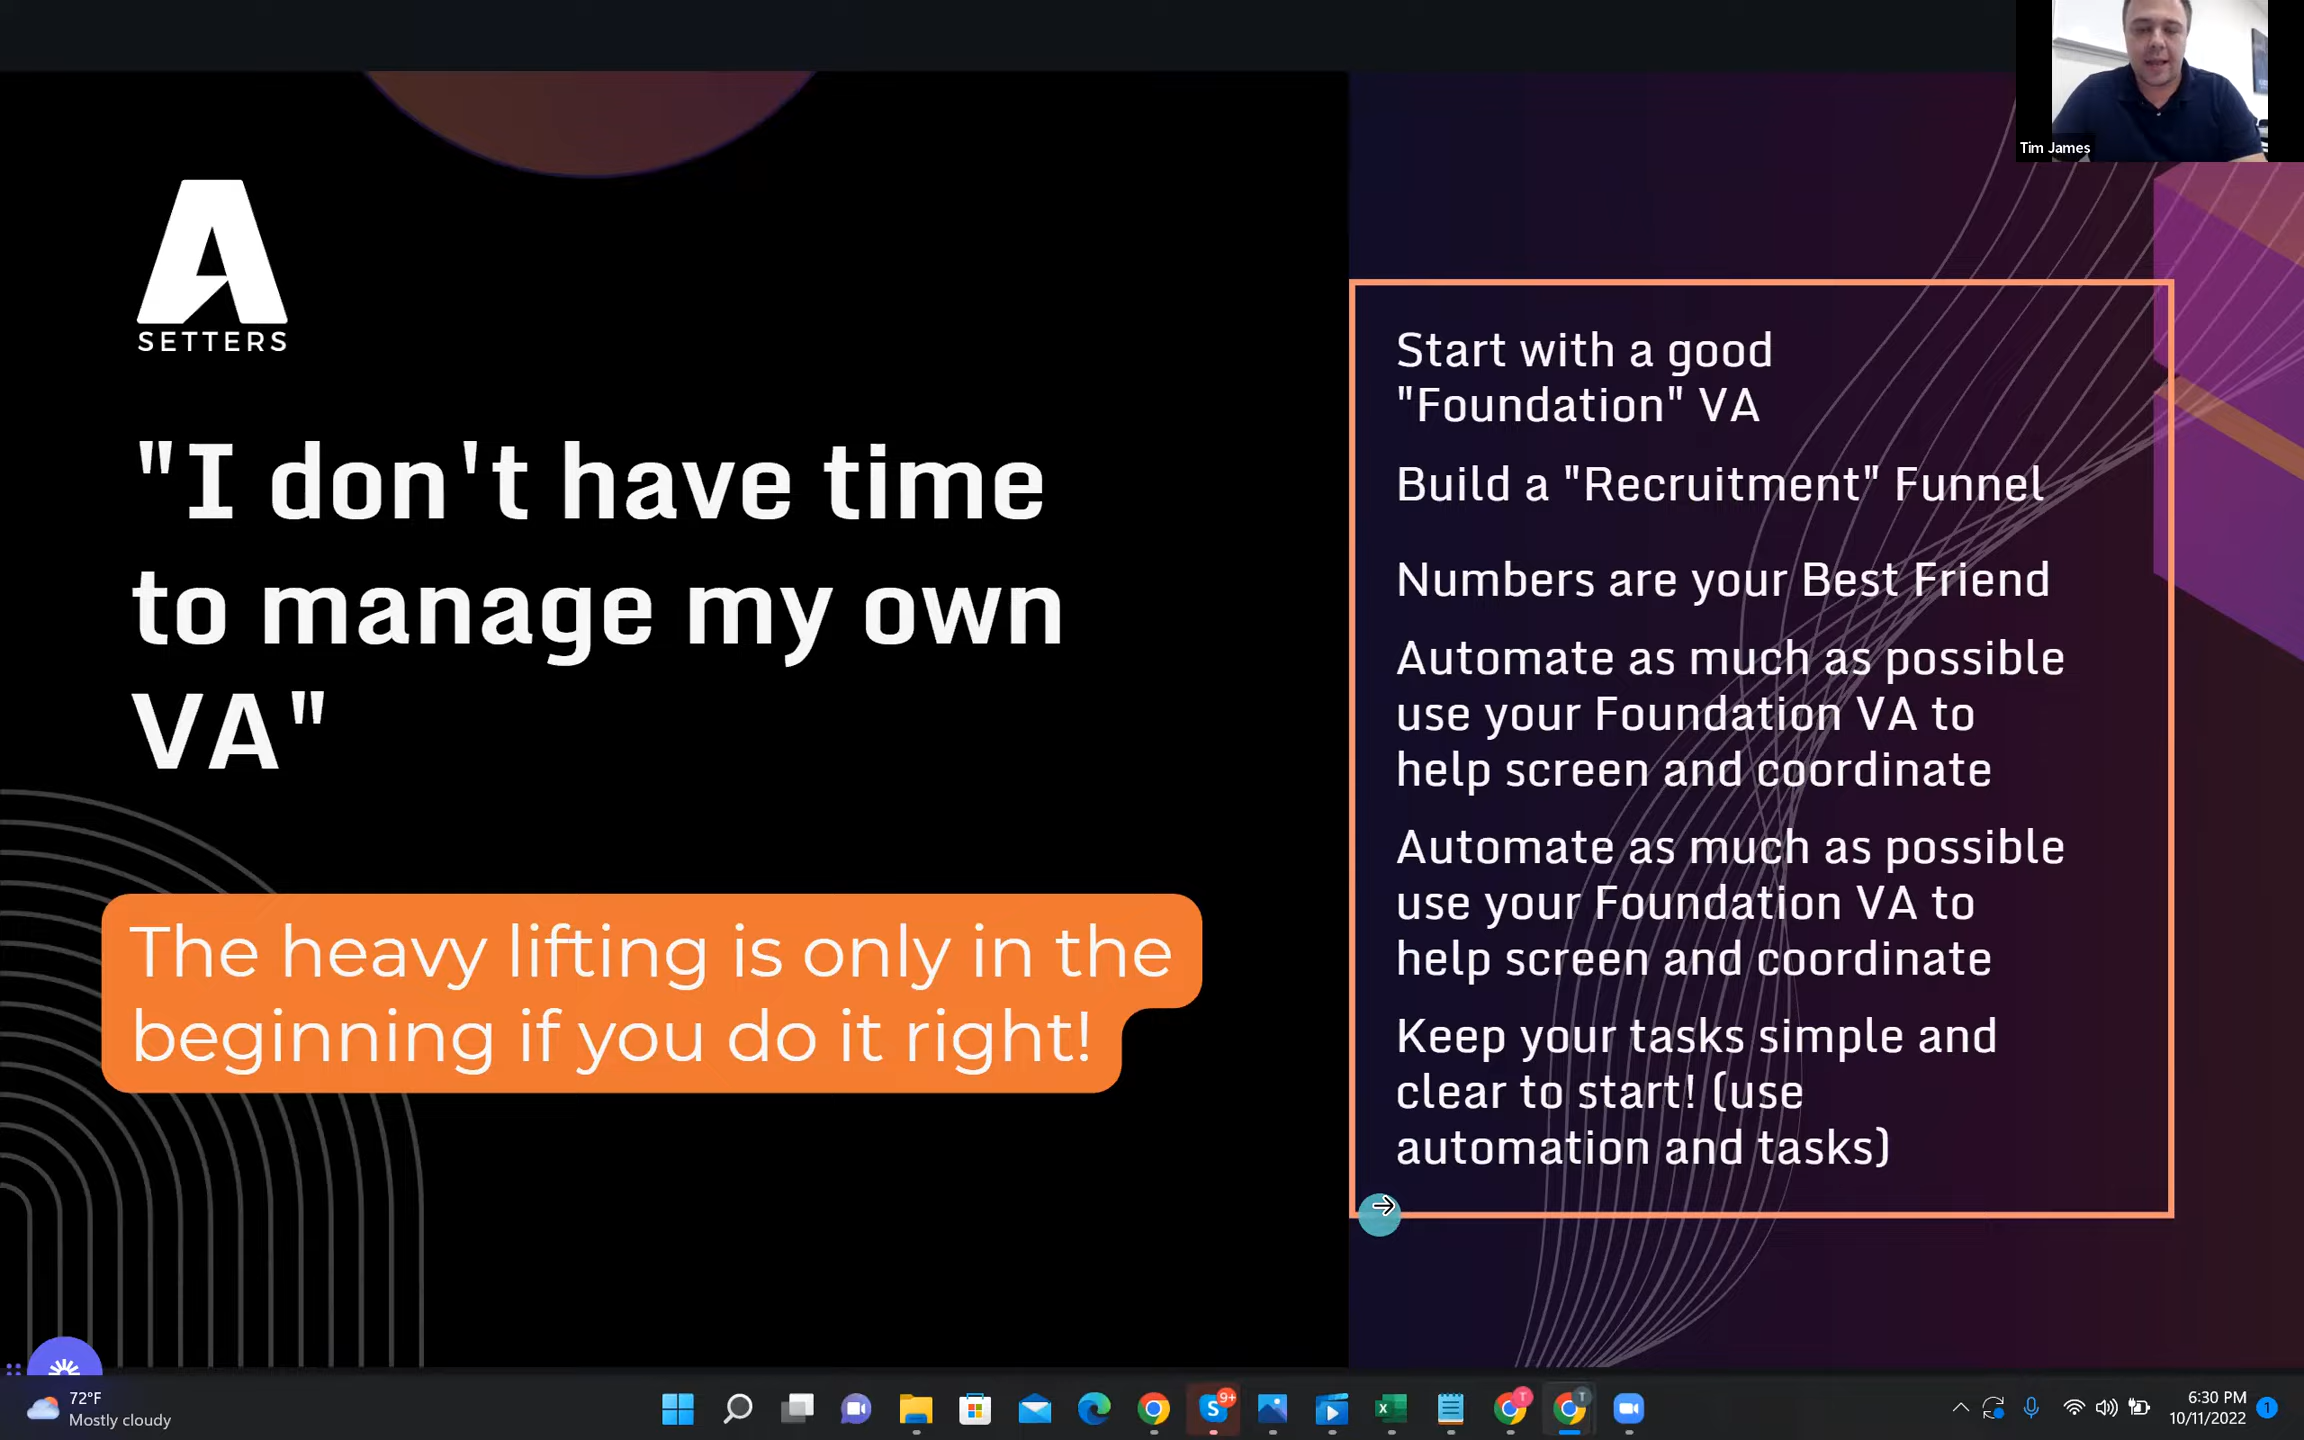 Tim James
A
SETTERS
"I don't have time
to manage my own
VA"
The heavy lifting is only in the
beginning if you do it right!
Start with a good
"Foundation" VA
Build a "Recruitment" Funnel
Numbers are your Best Friend
Automate as much as possible
use your Foundation VA to
help screen and coordinate
Automate as much as possible
use your Foundation VA to
help screen and coordinate
Keep your tasks simple and
clear to start! (use
automation and tasks)
72°F
Mostly cloudy
9+
T
T
6:30 PM
10/11/2022
1